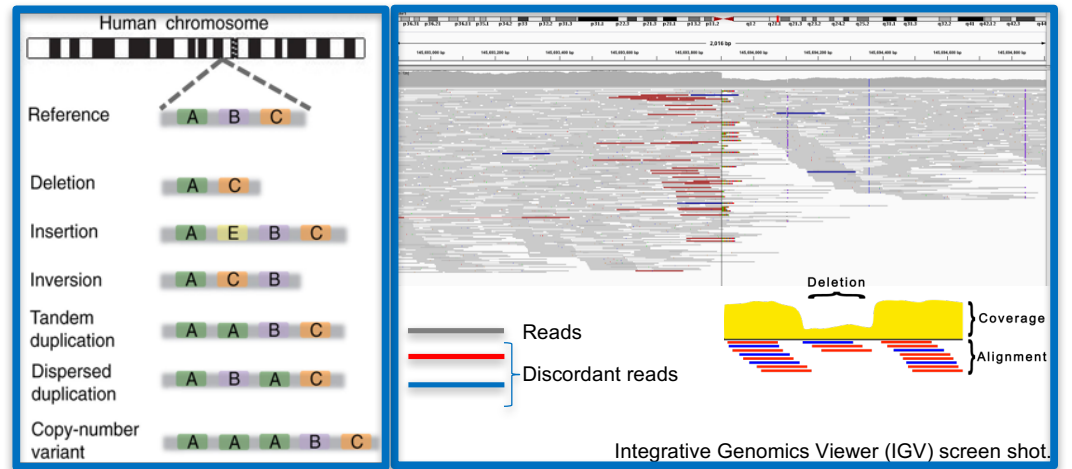 Human chromosome
Reference
A B C
Deletion
A C
Insertion
A E B C
Inversion
A C B
Tandem
duplication
A A B C
Dispersed
duplication
A B A C
Copy-number
variant
A A A B C
2,016 bp
Reads
Discordant reads
Deletion
Coverage
Alignment
Integrative Genomics Viewer (IGV) screen shot.